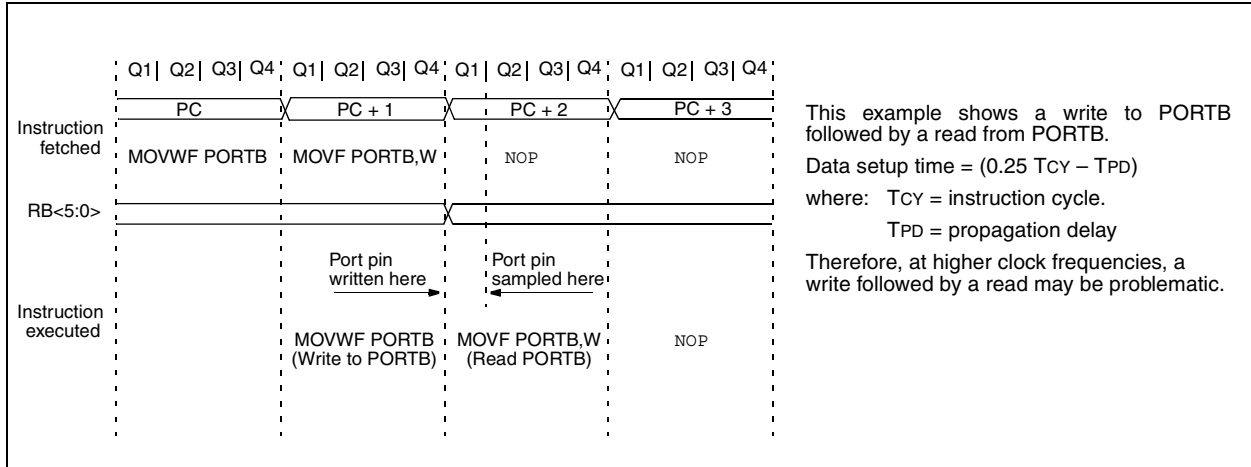 Q1| Q2| Q3| Q4 Q1| Q2| Q3| Q4 Q1| Q2| Q3| Q4 Q1| Q2| Q3| Q4
PC PC + 1 PC + 2 PC + 3
Instruction
fetched
MOVWF PORTB MOVF PORTB,W NOP NOP
RB<5:0>
Port pin
written here
Port pin
sampled here
Instruction
executed
MOVWF PORTB
(Write to PORTB)
MOVF PORTB,W
(Read PORTB)
NOP
This example shows a write to PORTB
followed by a read from PORTB.
Data setup time = (0.25 TCY – TPD)
where: TCY = instruction cycle.
TPD = propagation delay
Therefore, at higher clock frequencies, a
write followed by a read may be problematic.